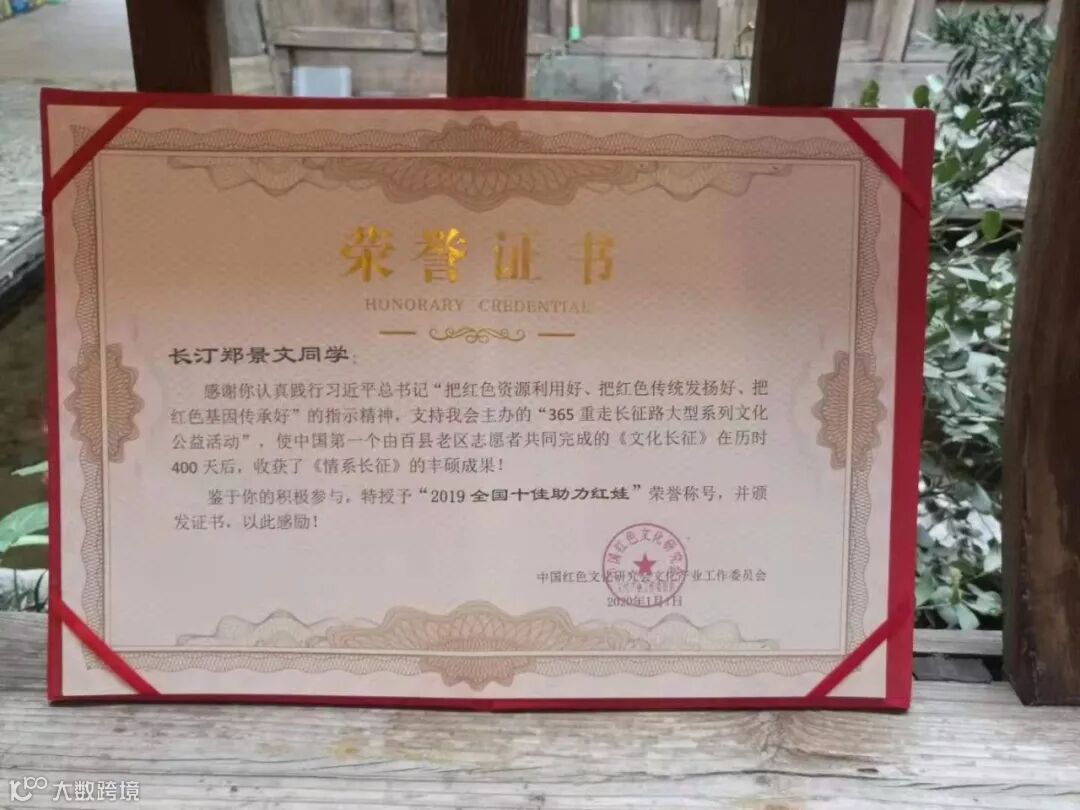 荣誉证书
HONORARY CREDENTIAL
长汀郑景文同学:
感谢你认真践行习近平总书记“把红色资源利用好、把红色传统发扬好、把
红色基因传承好”的指示精神，支持我会主办的“365重走长征路大型系列文化
公益活动”，使中国第一个由百县老区志愿者共同完成的《文化长征》在历时
400天后，收获了《情系长征》的丰硕成果！
鉴于你的积极参与，特授予“2019全国十佳助力红娃”荣誉称号，并颁
发证书，以此感励！
中国红色文化研究会
中国红色文化研究会文化产业工作委员会
2020年1月1日
大数跨境